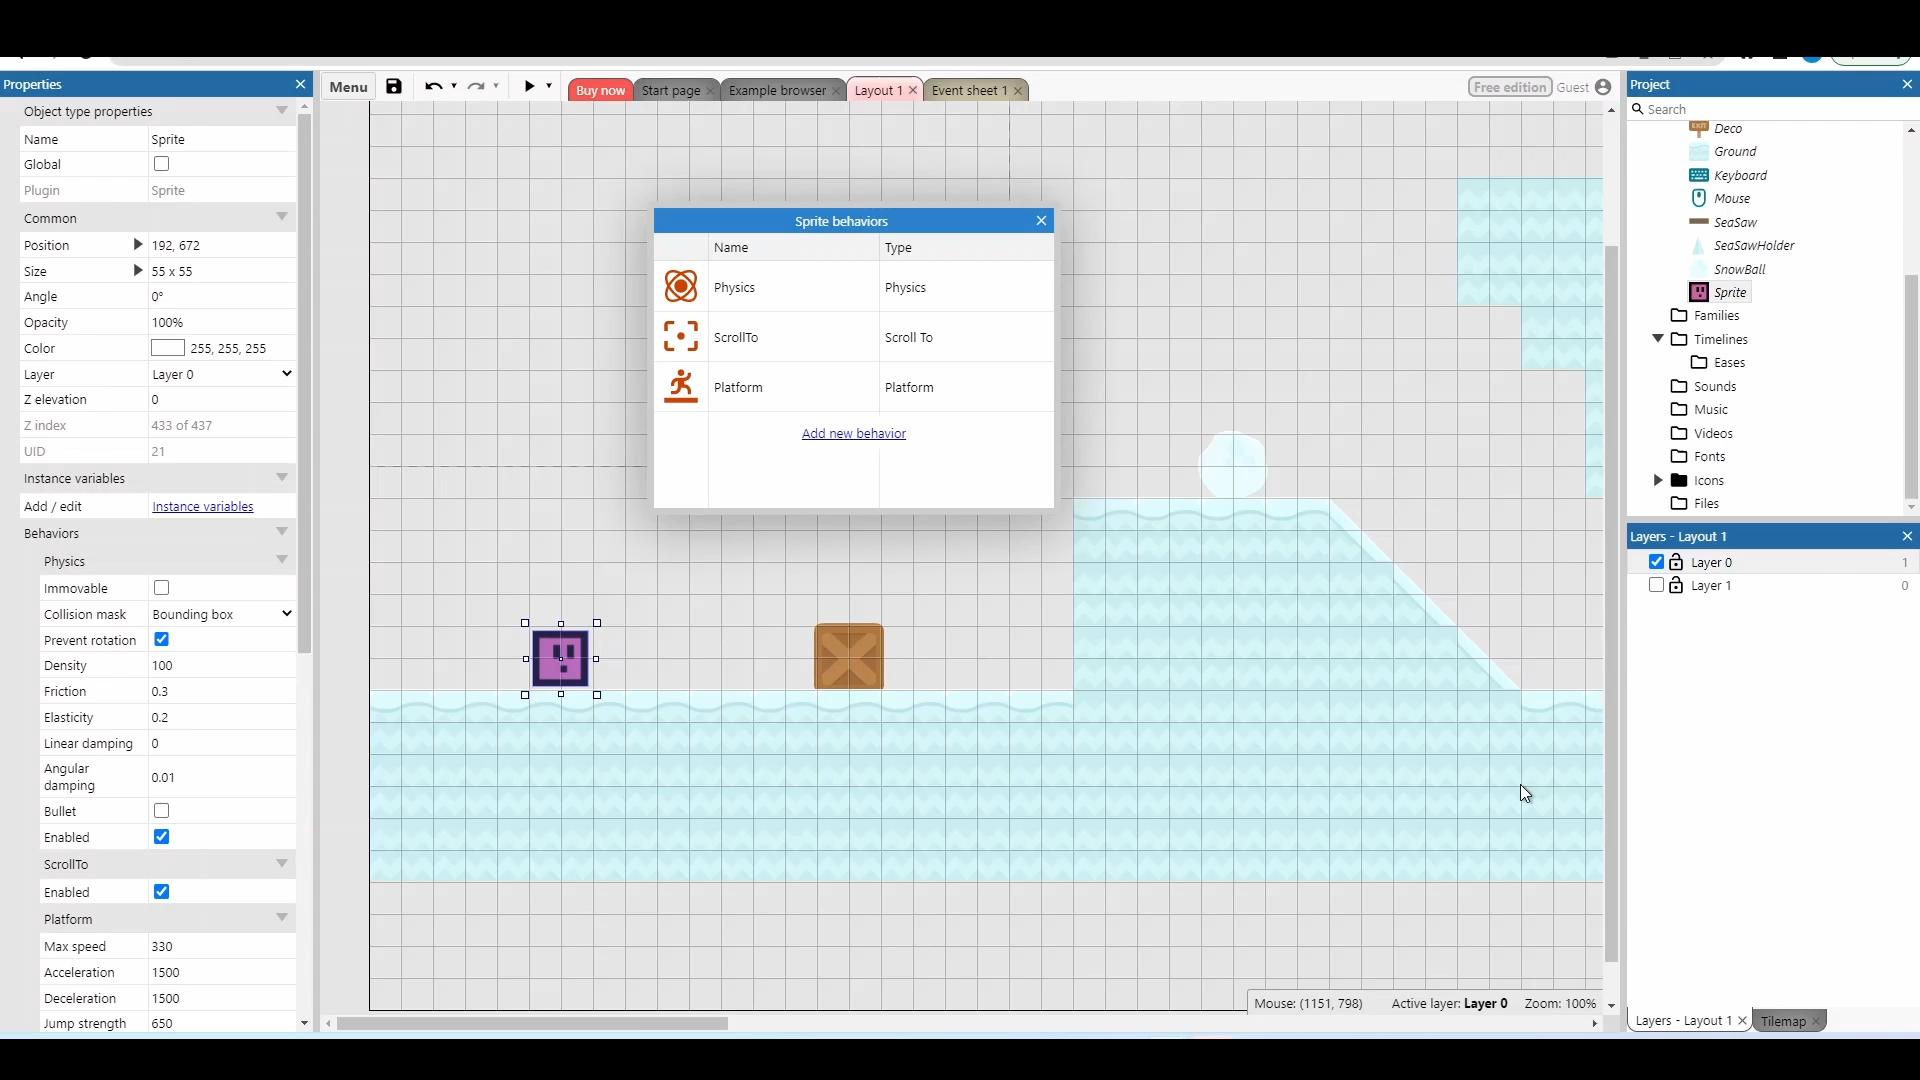 Properties
Object type properties
Name Sprite
Global
Plugin Sprite
Common
Position 192, 672
Size 55 x 55
Angle 0°
Opacity 100%
Color 255, 255, 255
Layer Layer 0
Z elevation 0
Z index 433 of 437
UID 21
Instance variables
Add / edit Instance variables
Behaviors
Physics
Immovable
Collision mask Bounding box
Prevent rotation
Density 100
Friction 0.3
Elasticity 0.2
Linear damping 0
Angular
damping 0.01
Bullet
Enabled
ScrollTo
Enabled
Platform
Max speed 330
Acceleration 1500
Deceleration 1500
Jump strength 650
Menu
Buy now
Start page
Example browser
Layout 1
Event sheet 1
Free edition Guest
Sprite behaviors
Name Type
Physics Physics
ScrollTo Scroll To
Platform Platform
Add new behavior
Mouse: (1151, 798) Active layer: Layer 0 Zoom: 100%
Project
Search
EXIT
Deco
Ground
Keyboard
Mouse
SeaSaw
SeaSawHolder
SnowBall
Sprite
Families
Timelines
Eases
Sounds
Music
Videos
Fonts
Icons
Files
Layers - Layout 1
Layer 0 1
Layer 1 0
Layers - Layout 1 Tilemap